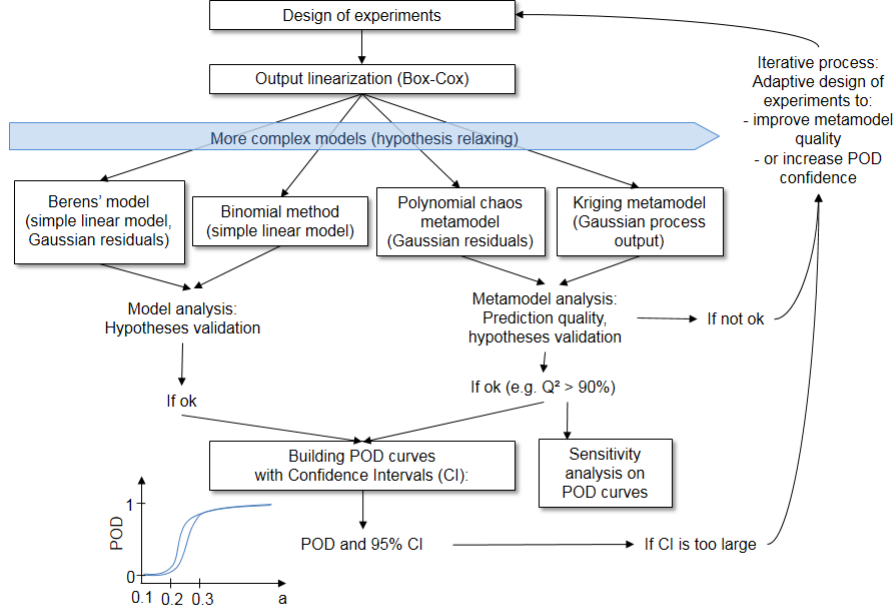 Design of experiments
Output linearization (Box-Cox)
Iterative process:
Adaptive design of
experiments to:
- improve metamodel
quality
- or increase POD
confidence
More complex models (hypothesis relaxing)
Berens' model
(simple linear model,
Gaussian residuals)
Binomial method
(simple linear model)
Polynomial chaos
metamodel
(Gaussian residuals)
Kriging metamodel
(Gaussian process
output)
Model analysis:
Hypotheses validation
Metamodel analysis:
Prediction quality,
hypotheses validation
If not ok
If ok
If ok (e.g. Q² > 90%)
Building POD curves
with Confidence Intervals (CI):
Sensitivity
analysis on
POD curves
POD and 95% CI
If CI is too large
1
POD
0
0.1 0.2 0.3 a